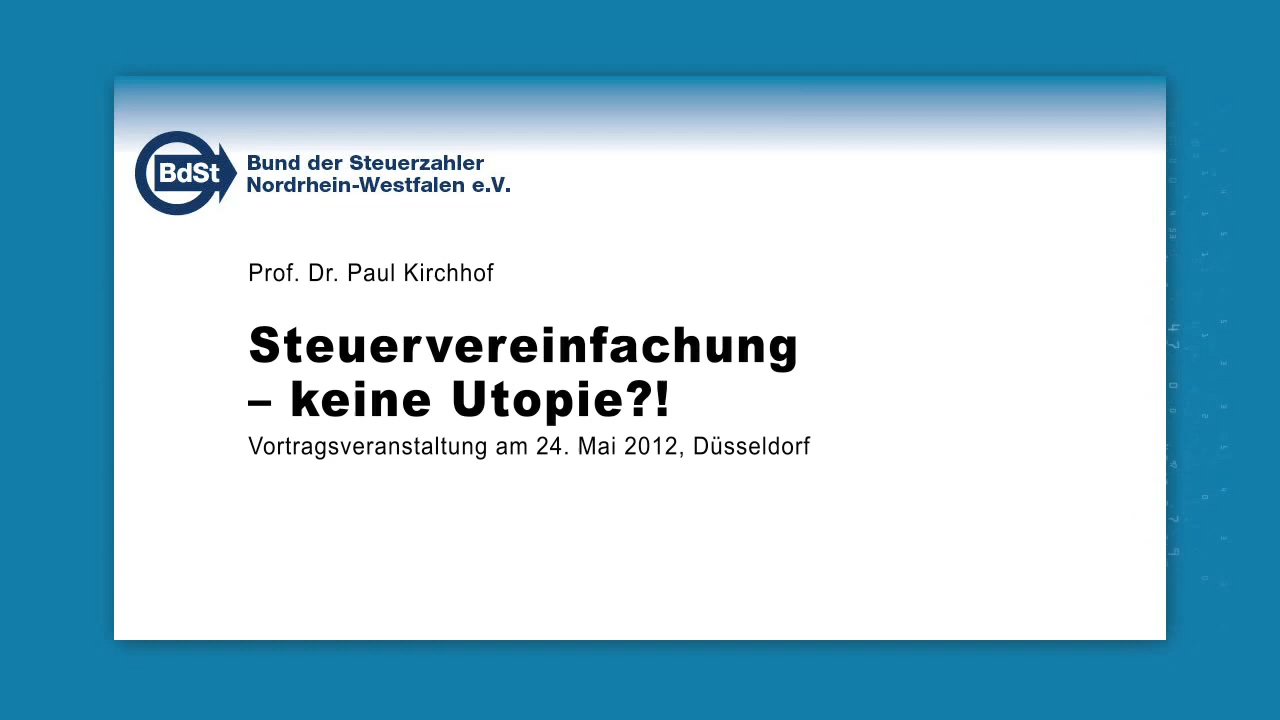 BdSt
Bund der Steuerzahler
Nordrhein-Westfalen e.V.
Prof. Dr. Paul Kirchhof
Steuervereinfachung
– keine Utopie?!
Vortragsveranstaltung am 24. Mai 2012, Düsseldorf